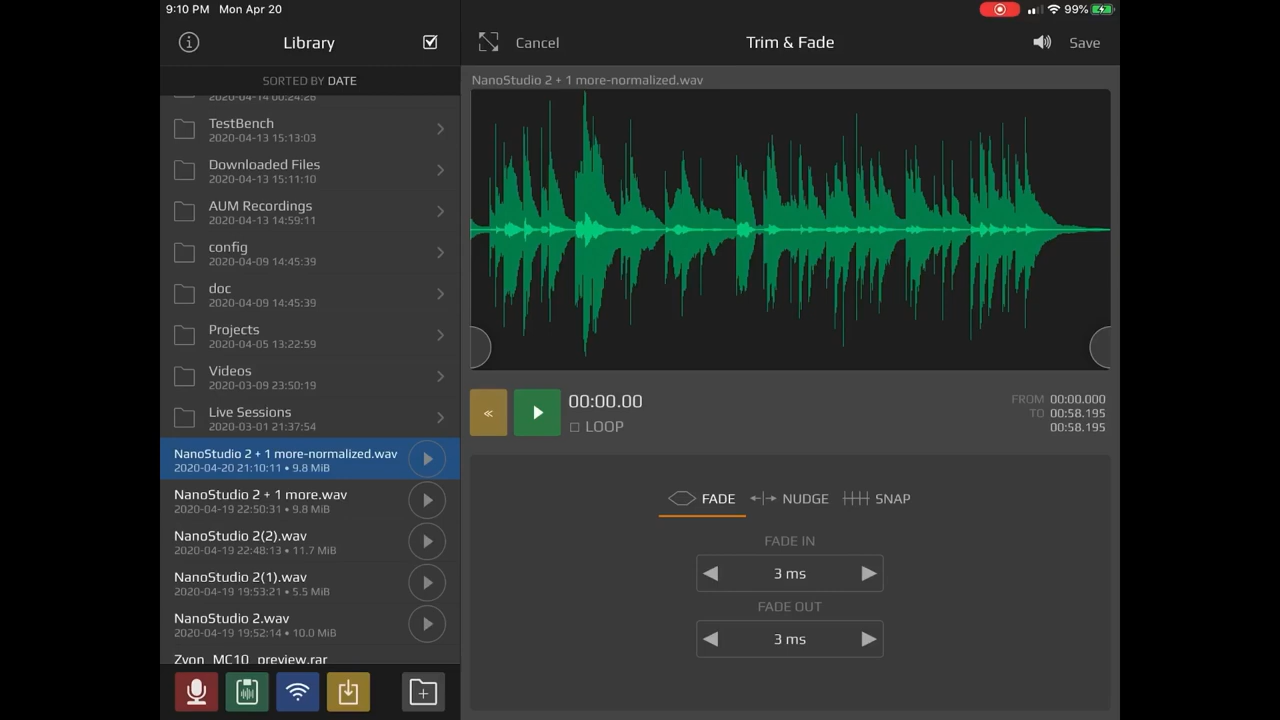 9:10 PM Mon Apr 20
99%
Library
SORTED BY DATE
2020-04-14 00:24:26
TestBench
2020-04-13 15:13:03
Downloaded Files
2020-04-13 15:11:10
AUM Recordings
2020-04-13 14:59:11
config
2020-04-09 14:45:39
doc
2020-04-09 14:45:39
Projects
2020-04-05 13:22:59
Videos
2020-03-09 23:50:19
Live Sessions
2020-03-01 21:37:54
NanoStudio 2 + 1 more-normalized.wav
2020-04-20 21:10:11 • 9.8 MiB
NanoStudio 2 + 1 more.wav
2020-04-19 22:50:31 • 9.8 MiB
NanoStudio 2(2).wav
2020-04-19 22:48:13 • 11.7 MiB
NanoStudio 2(1).wav
2020-04-19 19:53:21 • 5.5 MiB
NanoStudio 2.wav
2020-04-19 19:52:14 • 10.0 MiB
Zvon_MC10_preview.rar
Cancel
Trim & Fade
Save
NanoStudio 2 + 1 more-normalized.wav
00:00.00
LOOP
FROM 00:00.000
TO 00:58.195
00:58.195
FADE
NUDGE
SNAP
FADE IN
3 ms
FADE OUT
3 ms